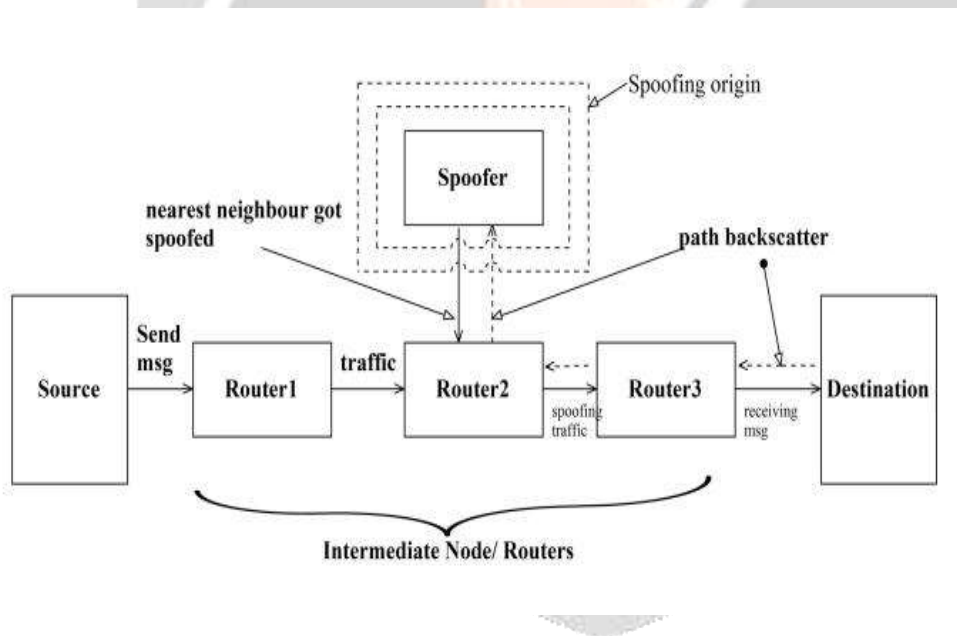 Spoofing origin
Spoofer
nearest neighbour got
spoofed
path backscatter
Send
msg
Source
Router1
traffic
Router2
spoofing
traffic
Router3
receiving
msg
Destination
Intermediate Node/ Routers